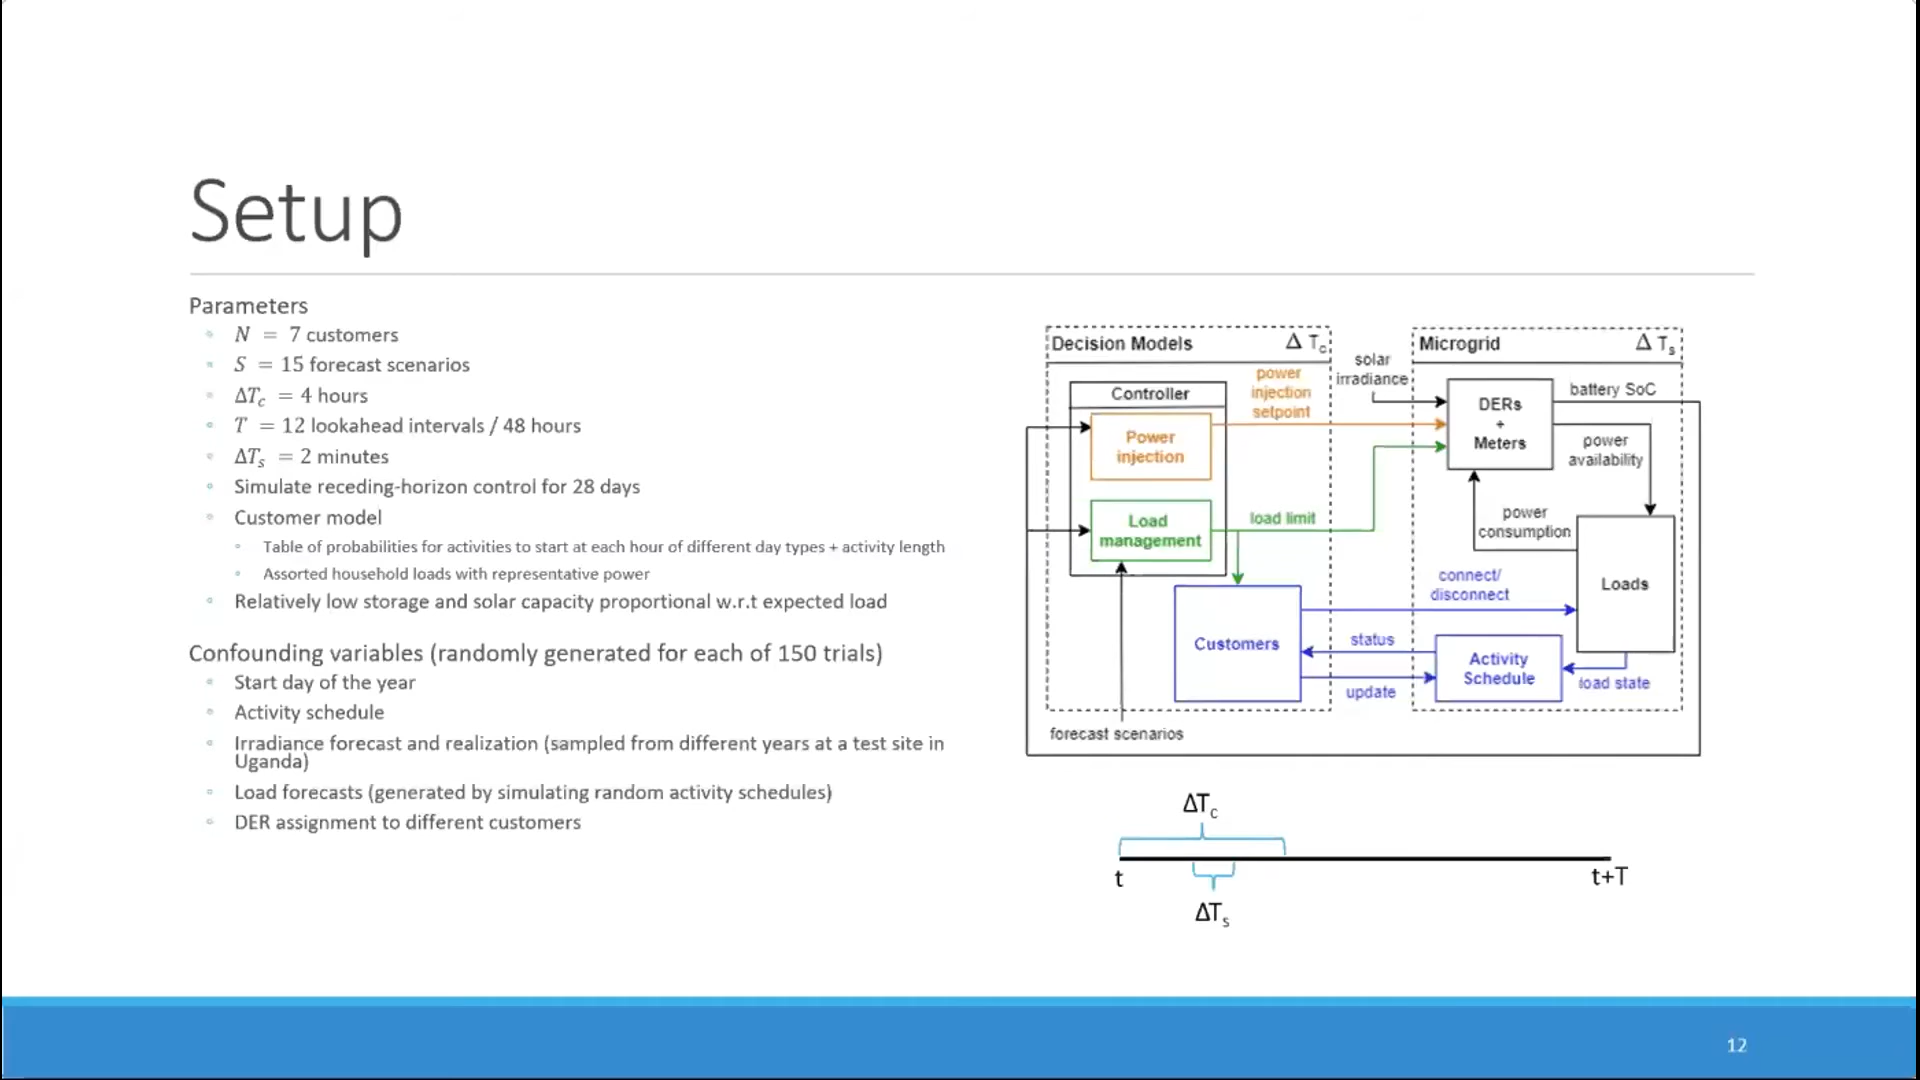 Setup
Parameters
N = 7 customers
S = 15 forecast scenarios
ΔT_c = 4 hours
T = 12 lookahead intervals / 48 hours
ΔT_s = 2 minutes
Simulate receding-horizon control for 28 days
Customer model
Table of probabilities for activities to start at each hour of different day types + activity length
Assorted household loads with representative power
Relatively low storage and solar capacity proportional w.r.t expected load
Confounding variables (randomly generated for each of 150 trials)
Start day of the year
Activity schedule
Irradiance forecast and realization (sampled from different years at a test site in
Uganda)
Load forecasts (generated by simulating random activity schedules)
DER assignment to different customers
Decision Models Δ T_c
Controller
Power
injection
Load
management
power
injection
setpoint
load limit
Customers
forecast scenarios
solar
irradiance
Microgrid Δ T_s
DERs
+
Meters
battery SoC
power
availability
power
consumption
Loads
connect/
disconnect
status
update
Activity
Schedule
load state
ΔT_c
t
t+T
ΔT_s
12